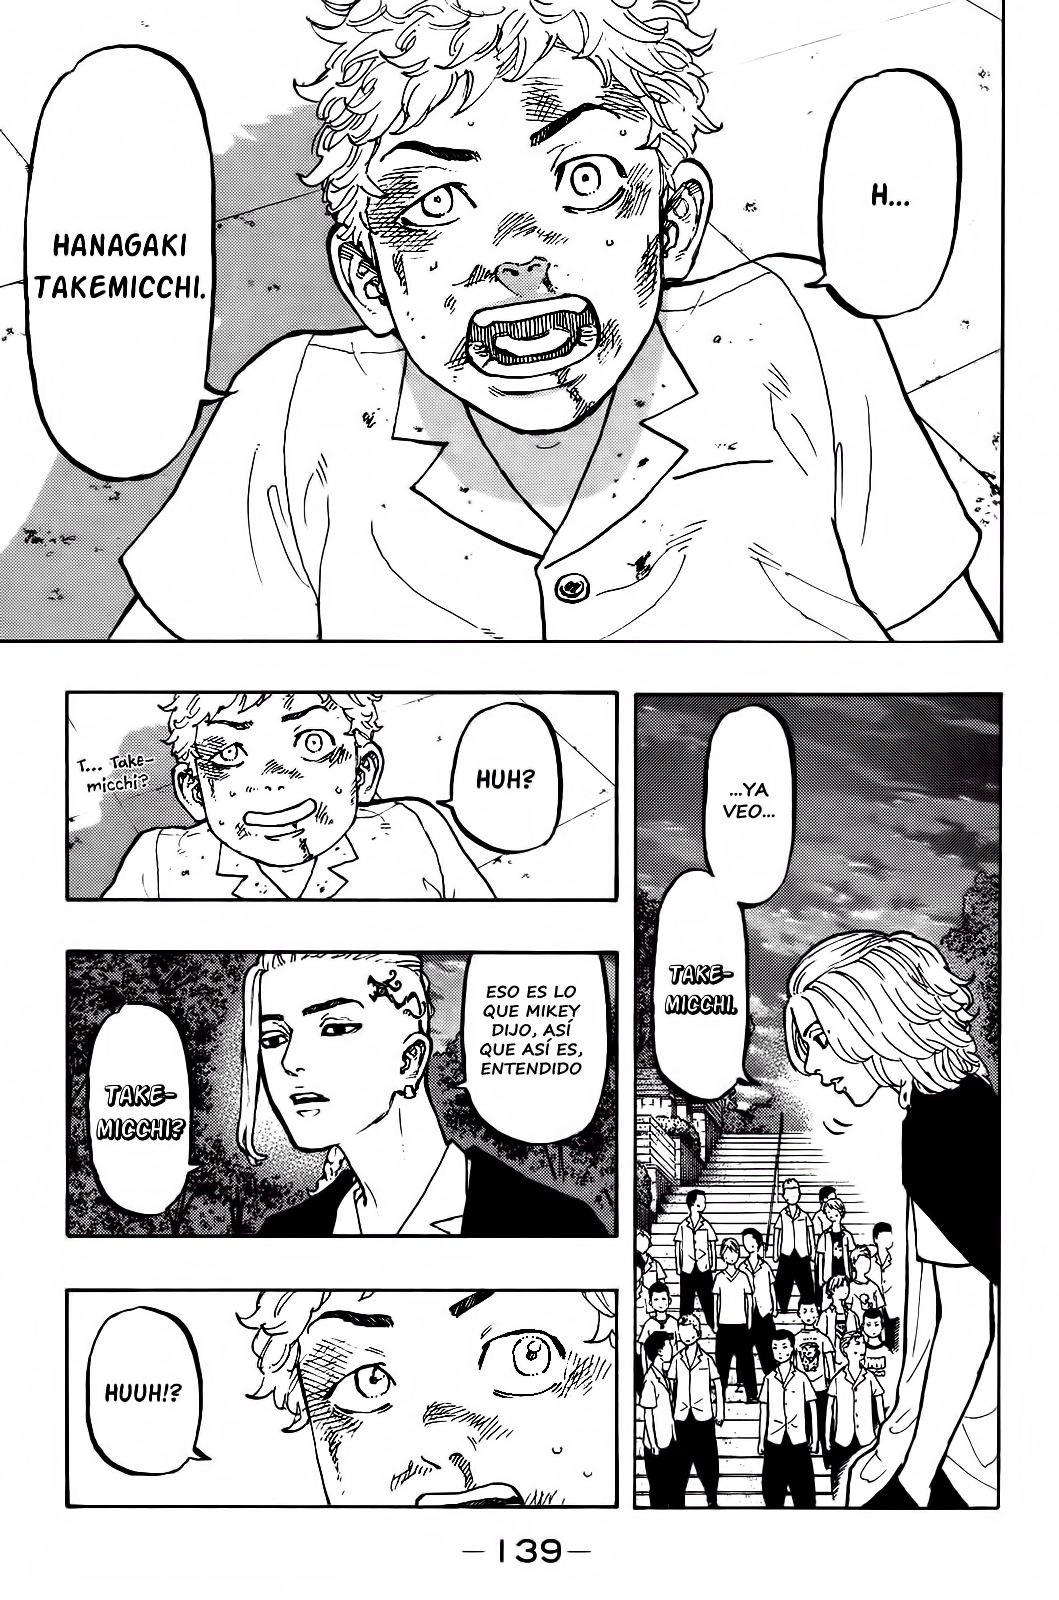 H...
HANAGAKI
TAKEMICCHI.
...YA
VEO...
TAKE-
MICCHI.
HUH?
T... Take-
micchi?
ESO ES LO
QUE MIKEY
DIJO, ASÍ
QUE ASÍ ES,
ENTENDIDO
TAKE-
MICCHI?
HUUH!?
—139—